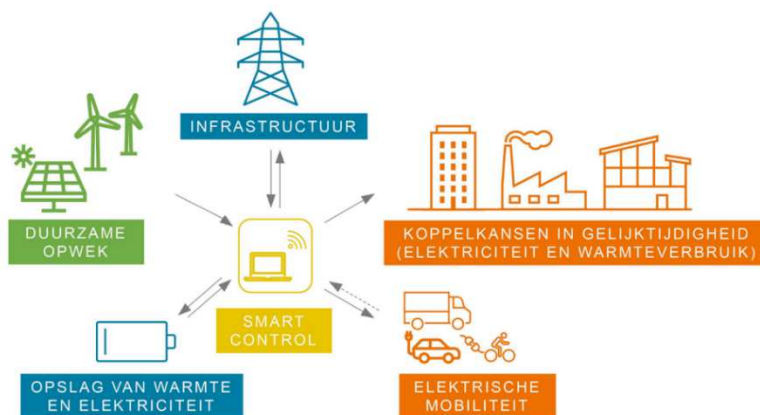 INFRASTRUCTUUR
DUURZAME
OPWEK
KOPPELKANSEN IN GELIJKTIJDIGHEID
(ELEKTRICITEIT EN WARMTEVERBRUIK)
SMART
CONTROL
OPSLAG VAN WARMTE
EN ELEKTRICITEIT
ELEKTRISCHE
MOBILITEIT